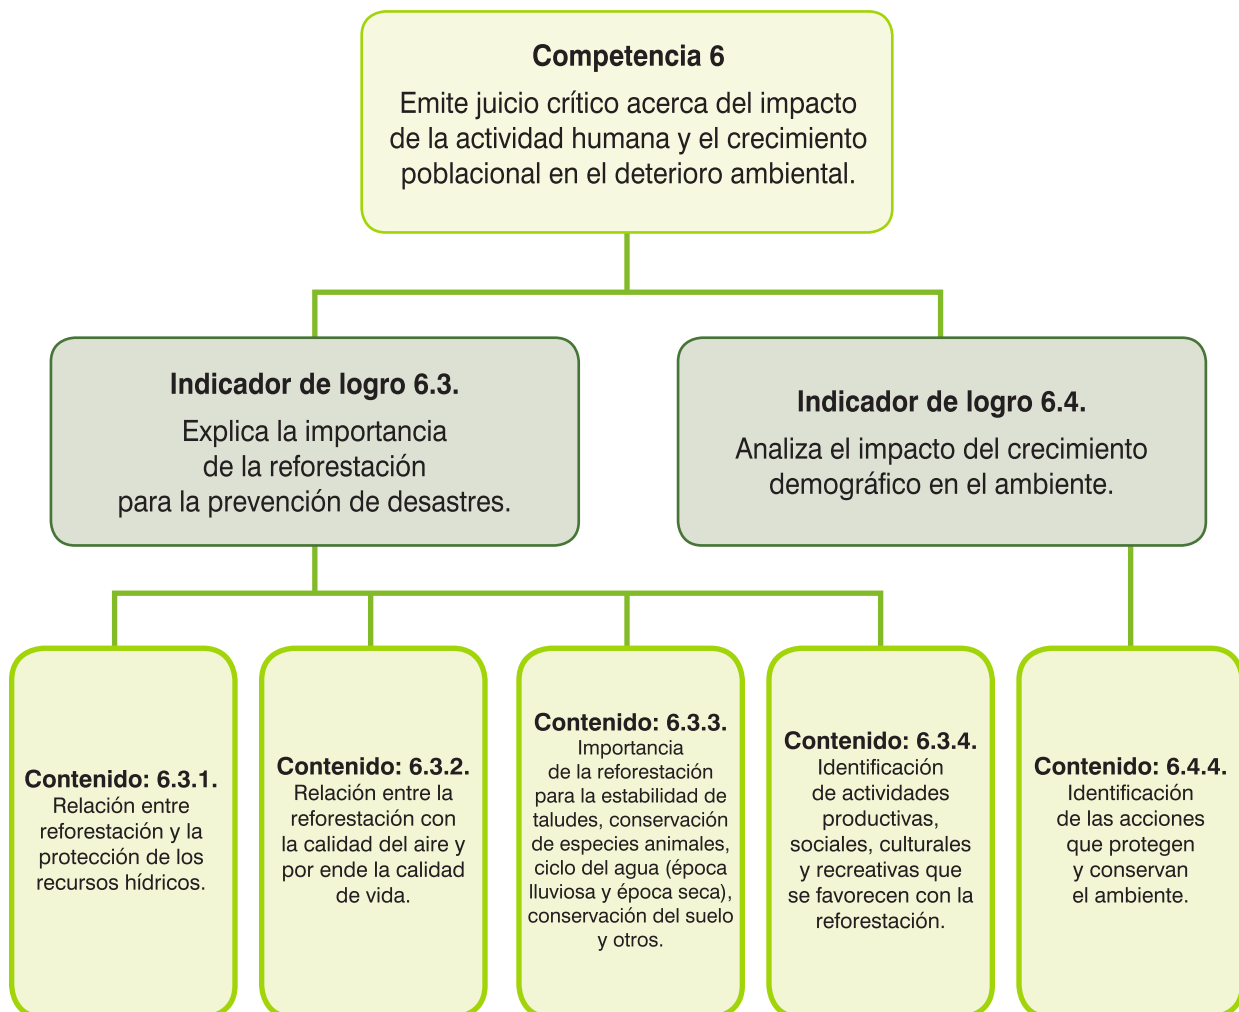 Competencia 6
Emite juicio crítico acerca del impacto
de la actividad humana y el crecimiento
poblacional en el deterioro ambiental.
Indicador de logro 6.3.
Explica la importancia
de la reforestación
para la prevención de desastres.
Indicador de logro 6.4.
Analiza el impacto del crecimiento
demográfico en el ambiente.
Contenido: 6.3.1.
Relación entre
reforestación y la
protección de los
recursos hídricos.
Contenido: 6.3.2.
Relación entre la
reforestación con
la calidad del aire y
por ende la calidad
de vida.
Contenido: 6.3.3.
Importancia
de la reforestación
para la estabilidad de
taludes, conservación
de especies animales,
ciclo del agua (época
lluviosa y época seca),
conservación del suelo
y otros.
Contenido: 6.3.4.
Identificación
de actividades
productivas,
sociales, culturales
y recreativas que
se favorecen con la
reforestación.
Contenido: 6.4.4.
Identificación
de las acciones
que protegen
y conservan
el ambiente.